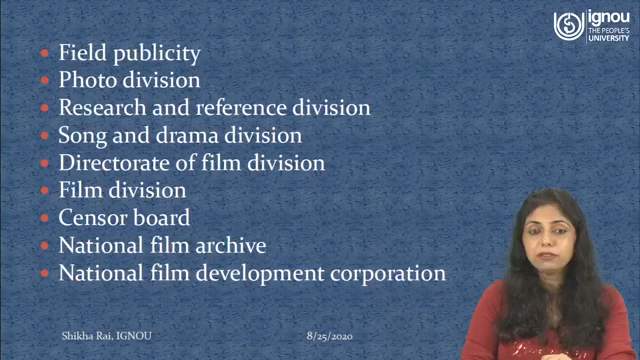 ignou
THE PEOPLE'S
UNIVERSITY
Field publicity
Photo division
Research and reference division
Song and drama division
Directorate of film division
Film division
Censor board
National film archive
National film development corporation
Shikha Rai, IGNOU
8/25/2020